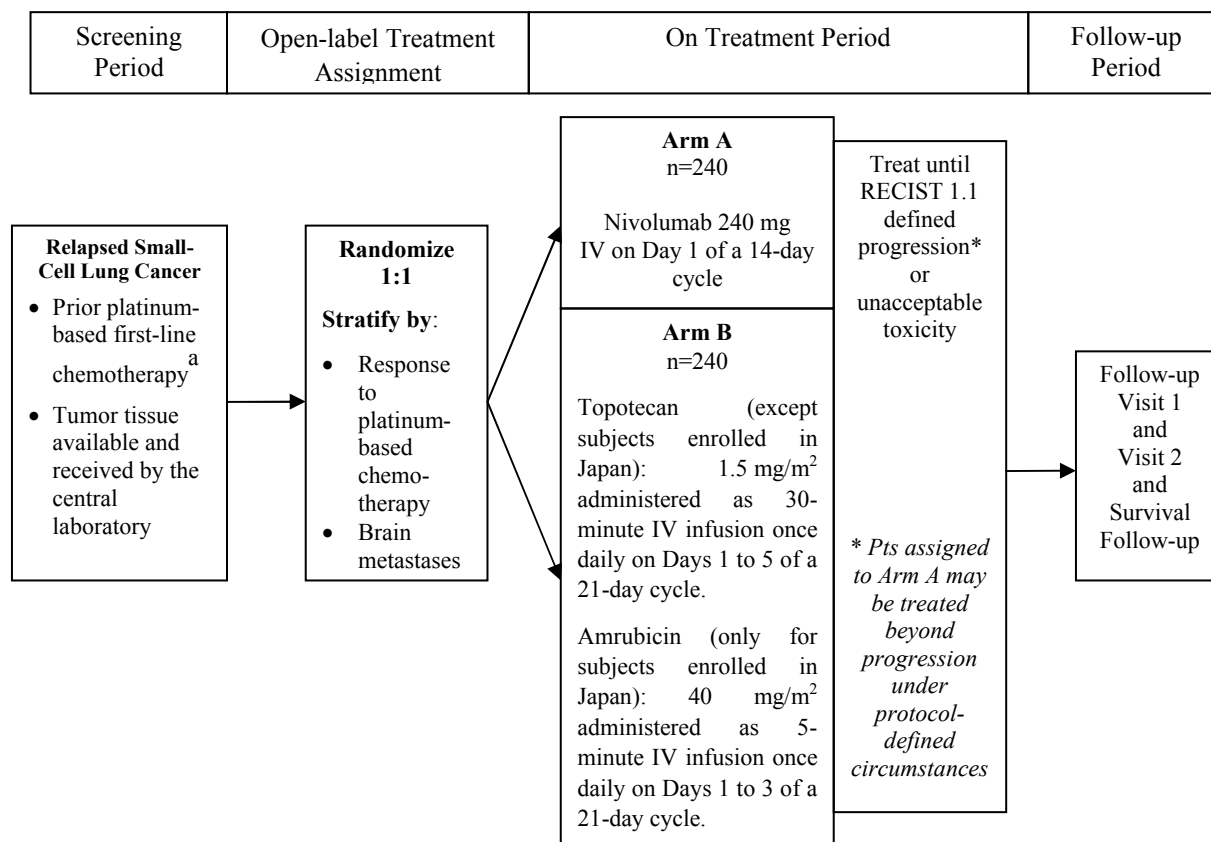 Screening
Period
Open-label Treatment
Assignment
On Treatment Period
Follow-up
Period
Relapsed Small-
Cell Lung Cancer
• Prior platinum-
based first-line
chemotherapy^a
• Tumor tissue
available and
received by the
central
laboratory
Randomize
1:1
Stratify by:
• Response
to
platinum-
based
chemo-
therapy
• Brain
metastases
Arm A
n=240
Nivolumab 240 mg
IV on Day 1 of a 14-day
cycle
Arm B
n=240
Topotecan (except
subjects enrolled in
Japan): 1.5 mg/m²
administered as 30-
minute IV infusion once
daily on Days 1 to 5 of a
21-day cycle.
Amrubicin (only for
subjects enrolled in
Japan): 40 mg/m²
administered as 5-
minute IV infusion once
daily on Days 1 to 3 of a
21-day cycle.
Treat until
RECIST 1.1
defined
progression*
or
unacceptable
toxicity
* Pts assigned
to Arm A may
be treated
beyond
progression
under
protocol-
defined
circumstances
Follow-up
Visit 1
and
Visit 2
and
Survival
Follow-up